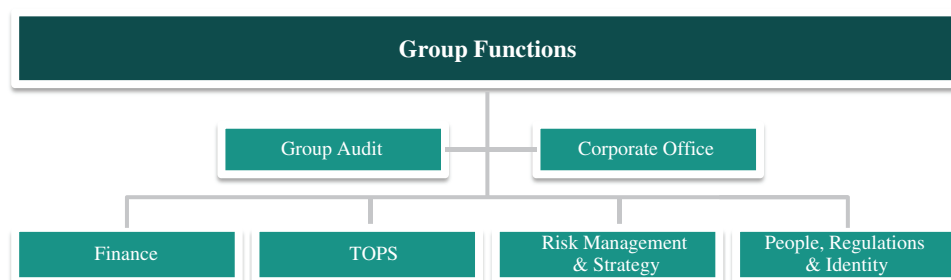 Group Functions
Group Audit
Corporate Office
Finance
TOPS
Risk Management
& Strategy
People, Regulations
& Identity